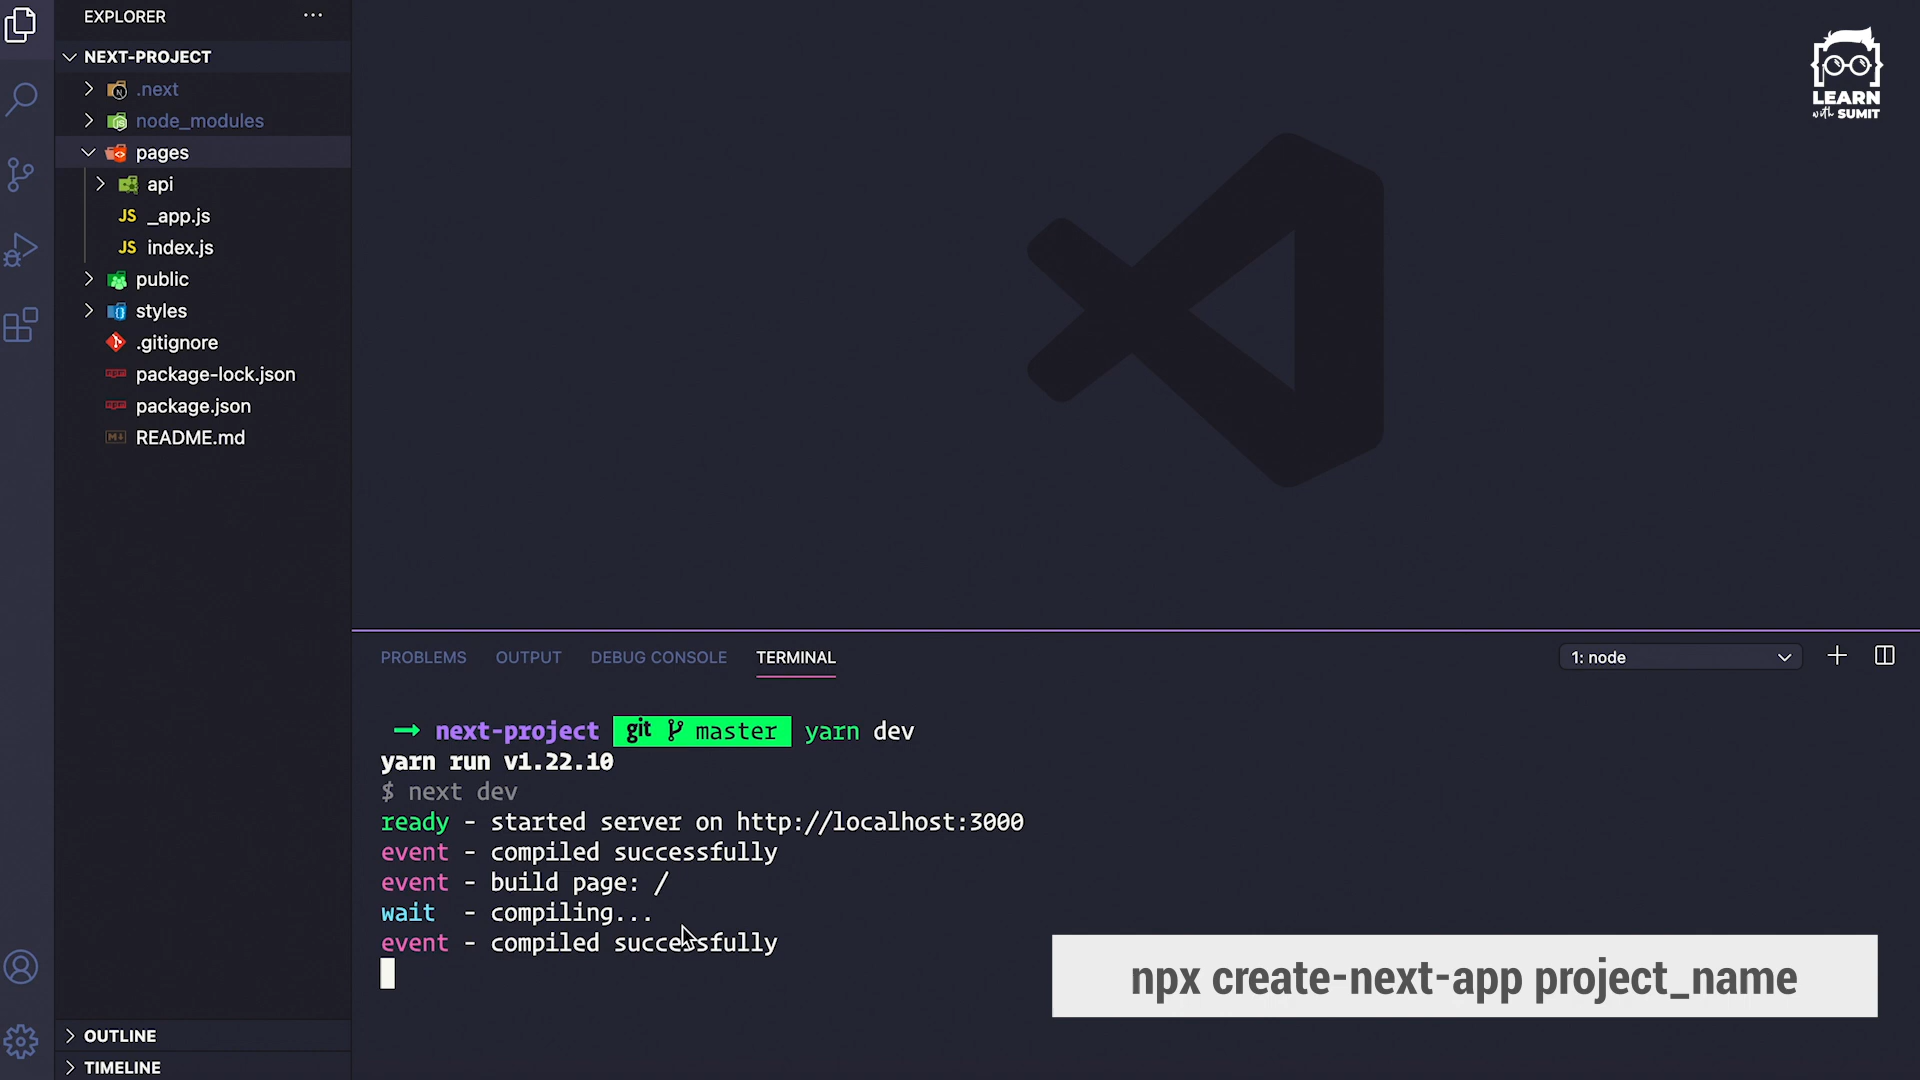 EXPLORER
NEXT-PROJECT
.next
node_modules
pages
api
JS _app.js
JS index.js
public
styles
.gitignore
package-lock.json
package.json
README.md
OUTLINE
TIMELINE
LEARN
with SUMIT
PROBLEMS OUTPUT DEBUG CONSOLE TERMINAL 1: node
→ next-project git master yarn dev
yarn run v1.22.10
$ next dev
ready - started server on http://localhost:3000
event - compiled successfully
event - build page: /
wait - compiling...
event - compiled successfully
npx create-next-app project_name